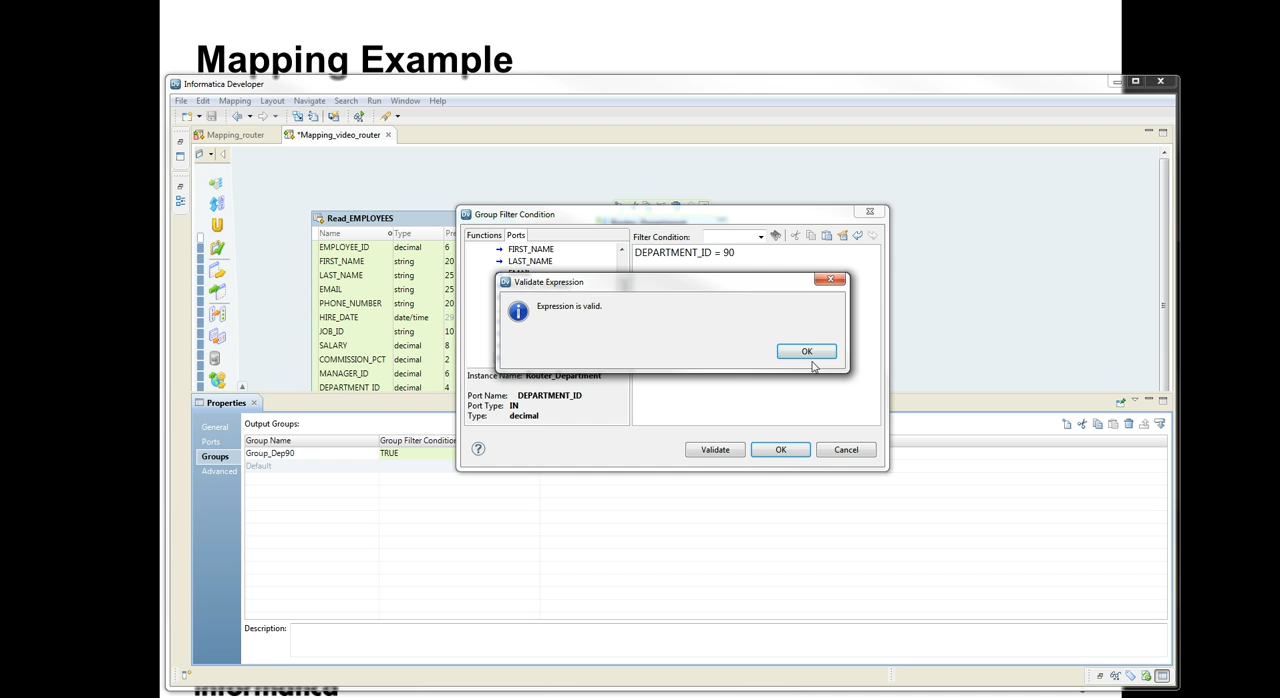 Mapping Example
Informatica Developer
File Edit Mapping Layout Navigate Search Run Window Help
Mapping_router *Mapping_video_router
Read_EMPLOYEES
Name Type
EMPLOYEE_ID decimal 6
FIRST_NAME string 20
LAST_NAME string 25
EMAIL string 25
PHONE_NUMBER string 20
HIRE_DATE date/time 29
JOB_ID string 10
SALARY decimal 8
COMMISSION_PCT decimal 2
MANAGER_ID decimal 6
DEPARTMENT_ID decimal 4
Group Filter Condition
Functions Ports
Filter Condition:
FIRST_NAME
LAST_NAME
DEPARTMENT_ID = 90
Validate Expression
Expression is valid.
OK
Instance Name: Router_Department
Port Name: DEPARTMENT_ID
Port Type: IN
Type: decimal
Validate OK Cancel
Properties
General
Ports
Groups
Advanced
Output Groups:
Group Name Group Filter Condition
Group_Dep90 TRUE
Default
Description:
Informatica